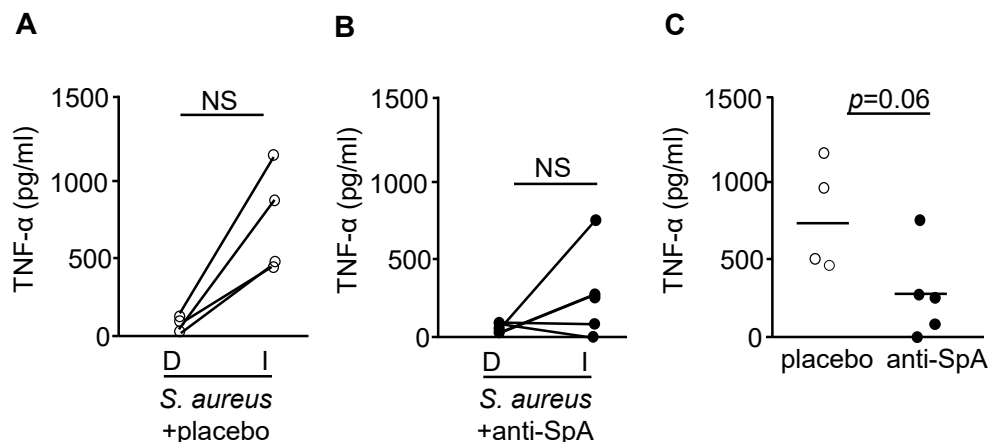 A
TNF-α (pg/ml)
1500
1000
500
0
NS
D I
S. aureus
+placebo
B
TNF-α (pg/ml)
1500
1000
500
0
NS
D I
S. aureus
+anti-SpA
C
TNF-α (pg/ml)
1500
1000
500
0
p=0.06
placebo anti-SpA